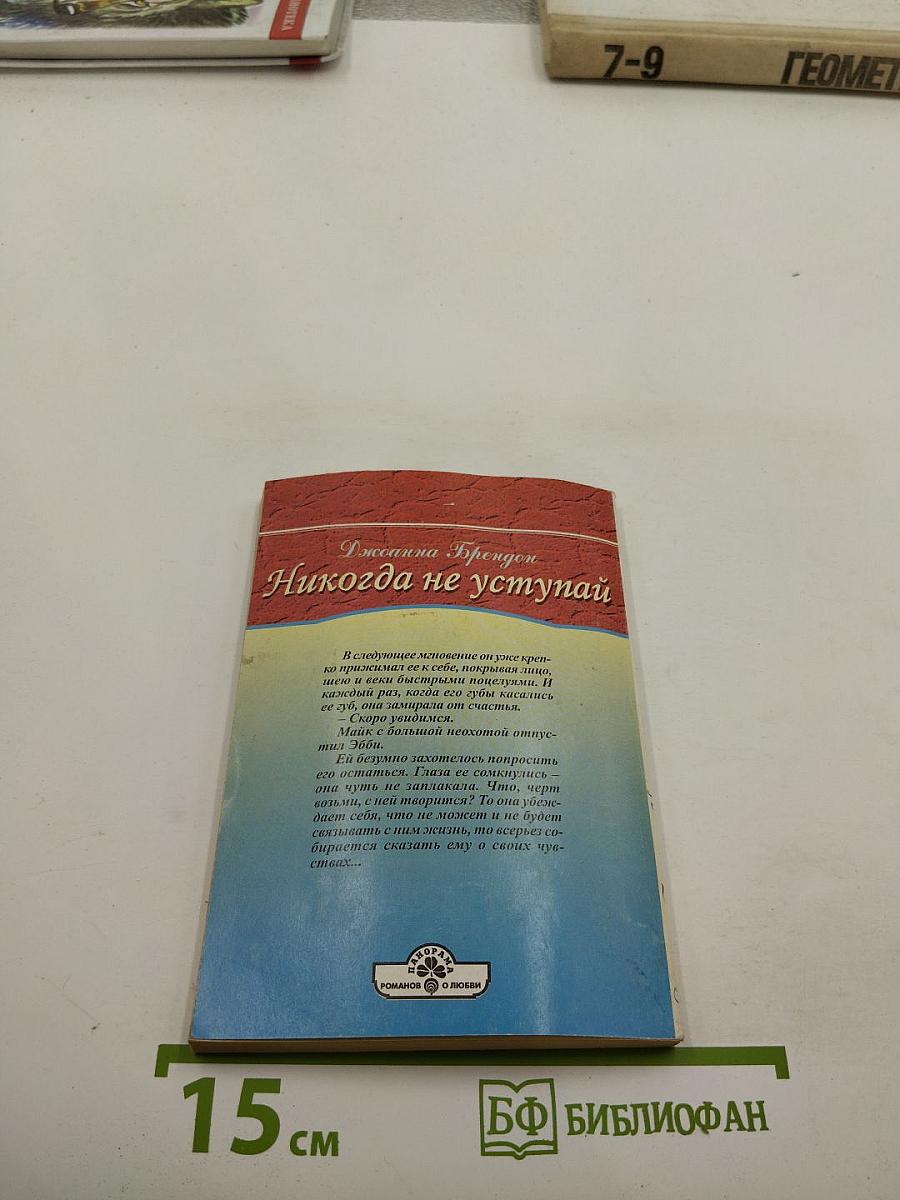 ИОТЕКА
7-9
ГЕОМЕТ
Джоанна Брендон
Никогда не уступай
В следующее мгновение он уже креп-
ко прижимал ее к себе, покрывая лицо,
шею и веки быстрыми поцелуями. И
каждый раз, когда его губы касались
ее губ, она замирала от счастья.
– Скоро увидимся.
Майк с большой неохотой отпус-
тил Эбби.
Ей безумно захотелось попросить
его остаться. Глаза ее сомкнулись –
она чуть не заплакала. Что, черт
возьми, с ней творится? То она убеж-
дает себя, что не может и не будет
связывать с ним жизнь, то всерьез со-
бирается сказать ему о своих чув-
ствах...
ПАНОРАМА
РОМАНОВ О ЛЮБВИ
15 см
БФ БИБЛИОФАН